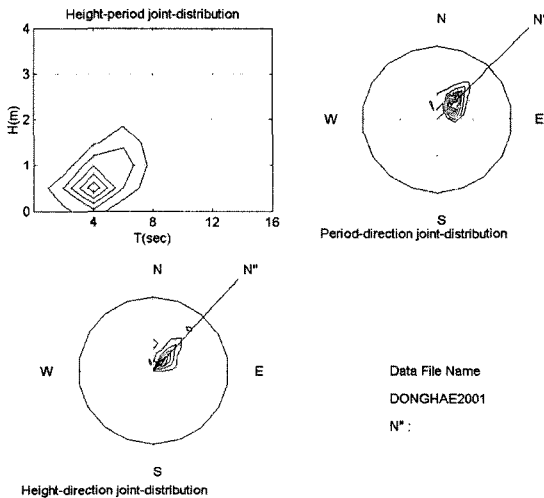 Height-period joint-distribution
4
3
2
1
0
H(m)
4
8
12
16
T(sec)
N
N"
W
E
S
Period-direction joint-distribution
N
N"
W
E
S
Height-direction joint-distribution
Data File Name
DONGHAE2001
N" :